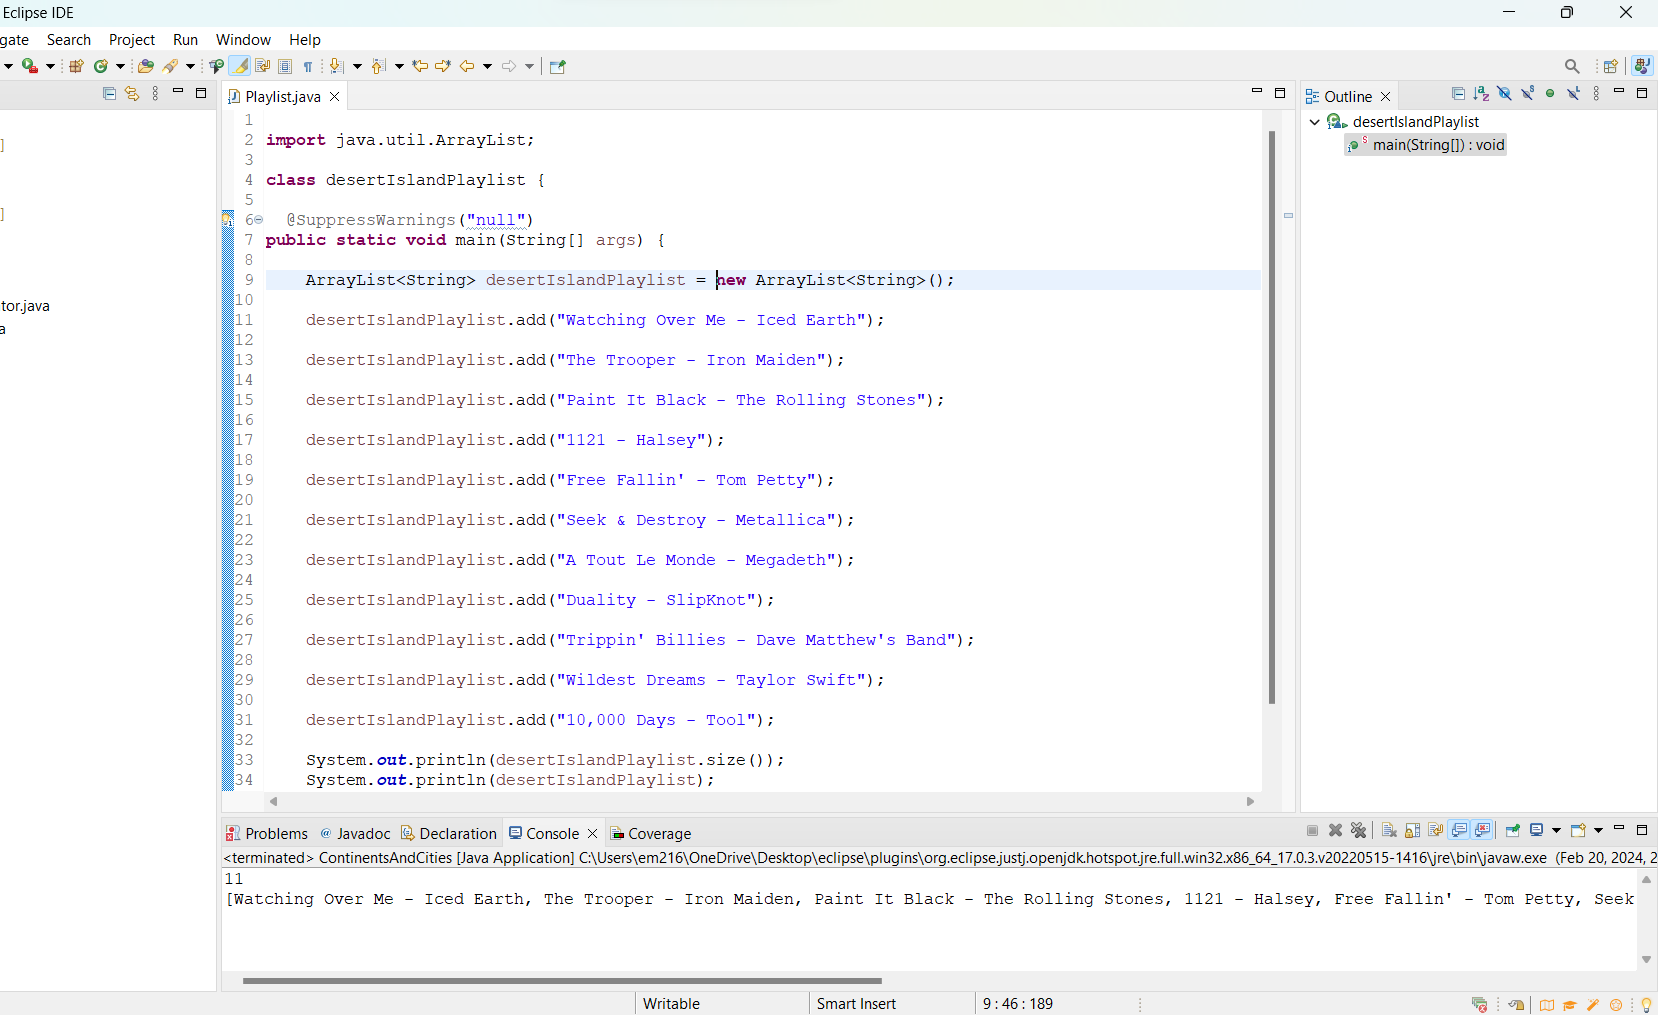 Eclipse IDE
gate Search Project Run Window Help
Playlist.java
Outline
desertIslandPlaylist
main(String[]) : void
]
]
tor.java
a
1
2 import java.util.ArrayList;
3
4 class desertIslandPlaylist {
5
6 @SuppressWarnings("null")
7 public static void main(String[] args) {
8
9 ArrayList<String> desertIslandPlaylist = new ArrayList<String>();
10
11 desertIslandPlaylist.add("Watching Over Me - Iced Earth");
12
13 desertIslandPlaylist.add("The Trooper - Iron Maiden");
14
15 desertIslandPlaylist.add("Paint It Black - The Rolling Stones");
16
17 desertIslandPlaylist.add("1121 - Halsey");
18
19 desertIslandPlaylist.add("Free Fallin' - Tom Petty");
20
21 desertIslandPlaylist.add("Seek & Destroy - Metallica");
22
23 desertIslandPlaylist.add("A Tout Le Monde - Megadeth");
24
25 desertIslandPlaylist.add("Duality - SlipKnot");
26
27 desertIslandPlaylist.add("Trippin' Billies - Dave Matthew's Band");
28
29 desertIslandPlaylist.add("Wildest Dreams - Taylor Swift");
30
31 desertIslandPlaylist.add("10,000 Days - Tool");
32
33 System.out.println(desertIslandPlaylist.size());
34 System.out.println(desertIslandPlaylist);
Problems @ Javadoc Declaration Console Coverage
<terminated> ContinentsAndCities [Java Application] C:\Users\em216\OneDrive\Desktop\eclipse\plugins\org.eclipse.justj.openjdk.hotspot.jre.full.win32.x86_64_17.0.3.v20220515-1416\jre\bin\javaw.exe (Feb 20, 2024, 2
11
[Watching Over Me - Iced Earth, The Trooper - Iron Maiden, Paint It Black - The Rolling Stones, 1121 - Halsey, Free Fallin' - Tom Petty, Seek
Writable Smart Insert 9 : 46 : 189